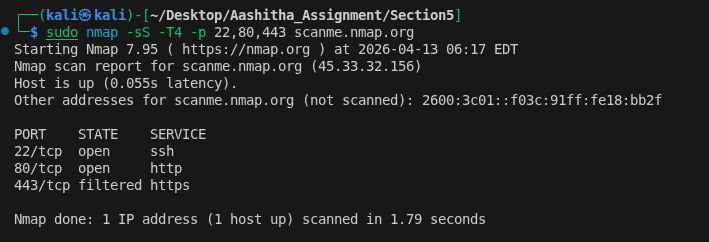 ┌──(kali㉿kali)-[~/Desktop/Aashitha_Assignment/Section5]
└─$ sudo nmap -sS -T4 -p 22,80,443 scanme.nmap.org
Starting Nmap 7.95 ( https://nmap.org ) at 2026-04-13 06:17 EDT
Nmap scan report for scanme.nmap.org (45.33.32.156)
Host is up (0.055s latency).
Other addresses for scanme.nmap.org (not scanned): 2600:3c01::f03c:91ff:fe18:bb2f

PORT    STATE    SERVICE
22/tcp  open     ssh
80/tcp  open     http
443/tcp filtered https

Nmap done: 1 IP address (1 host up) scanned in 1.79 seconds